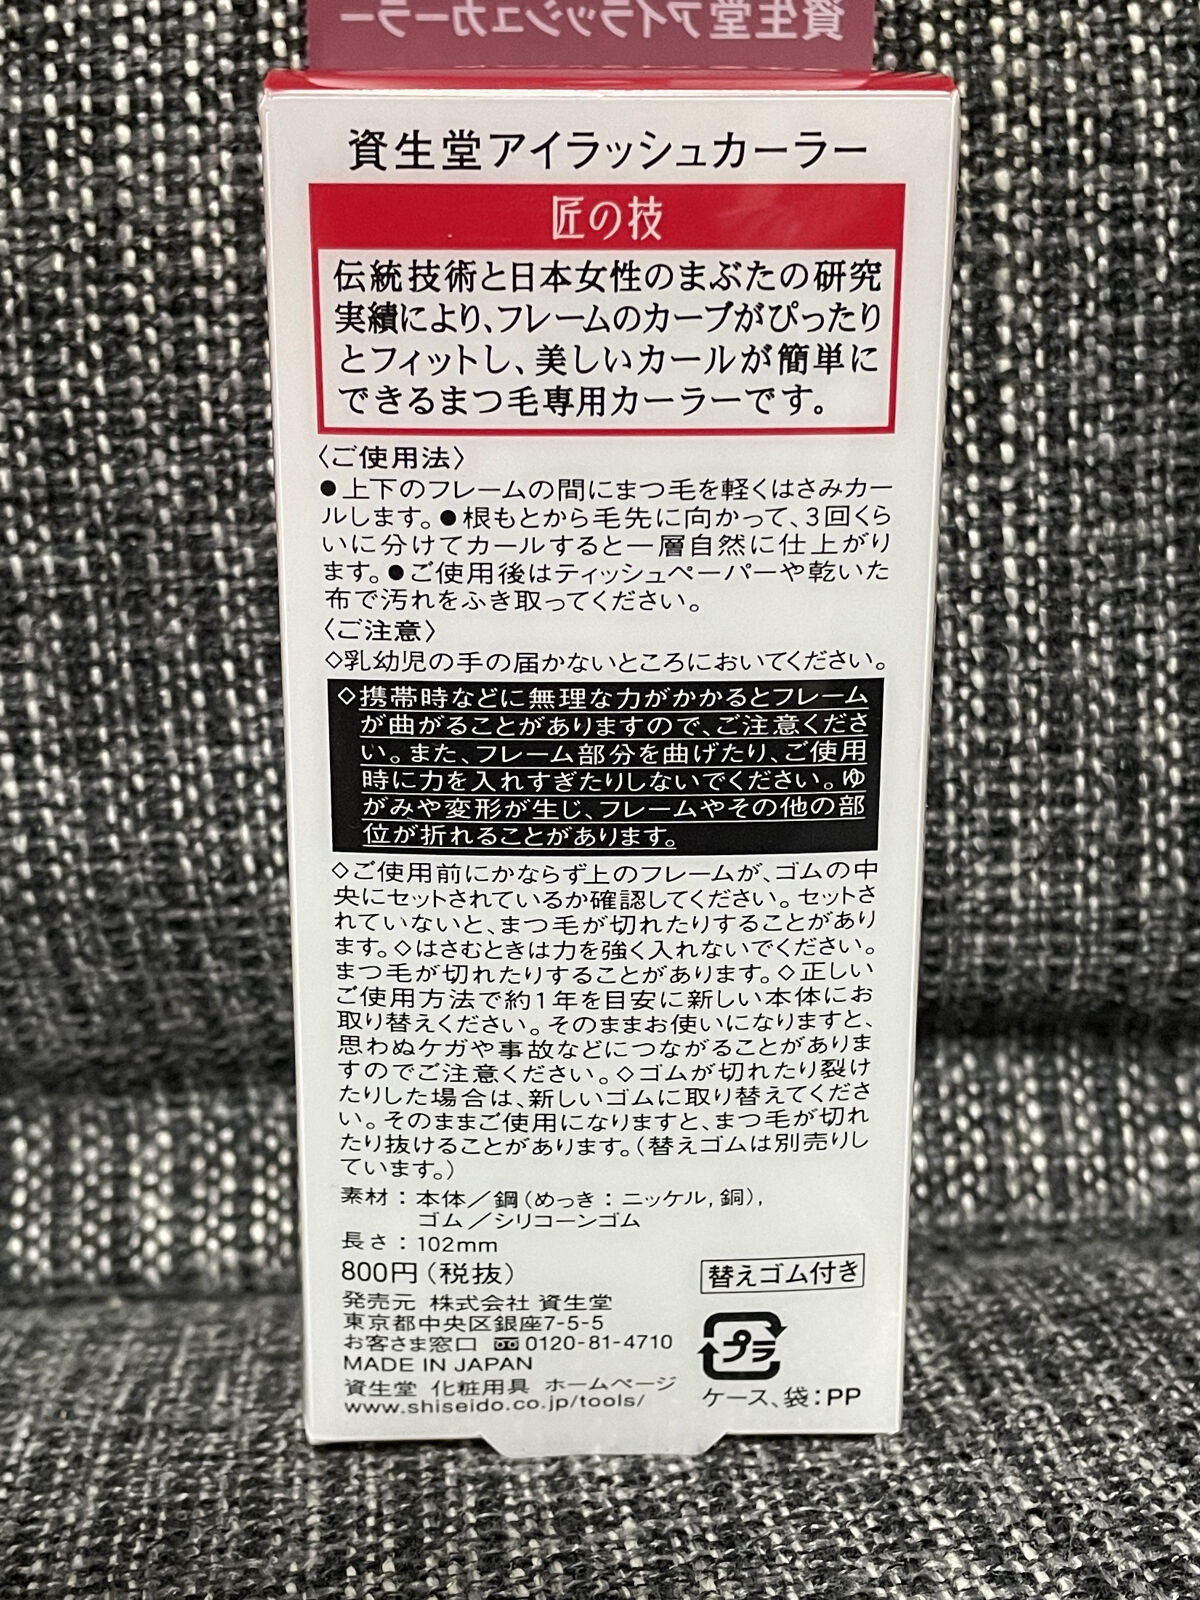 資生堂アイラッシュカーラー
資生堂アイラッシュカーラー
匠の技
伝統技術と日本女性のまぶたの研究
実績により、フレームのカーブがぴったり
とフィットし、美しいカールが簡単に
できるまつ毛専用カーラーです。
〈ご使用法〉
●上下のフレームの間にまつ毛を軽くはさみカー
ルします。●根もとから毛先に向かって、3回くら
いに分けてカールすると一層自然に仕上がり
ます。●ご使用後はティッシュペーパーや乾いた
布で汚れをふき取ってください。
〈ご注意〉
◇乳幼児の手の届かないところにおいてください。
◇携帯時などに無理な力がかかるとフレーム
が曲がることがありますので、ご注意くださ
い。また、フレーム部分を曲げたり、ご使用
時に力を入れすぎたりしないでください。ゆ
がみや変形が生じ、フレームやその他の部
位が折れることがあります。
◇ご使用前にかならず上のフレームが、ゴムの中
央にセットされているか確認してください。セットさ
れていないと、まつ毛が切れたりすることがあり
ます。◇はさむときは力を強く入れないでください。
まつ毛が切れたりすることがあります。◇正しい
ご使用方法で約1年を目安に新しい本体にお
取り替えください。そのままお使いになりますと、
思わぬケガや事故などにつながることがありま
すのでご注意ください。◇ゴムが切れたり裂け
たりした場合は、新しいゴムに取り替えてくださ
い。そのままご使用になりますと、まつ毛が切れ
たり抜けることがあります。（替えゴムは別売りし
ています。）
素材：本体／鋼（めっき：ニッケル，銅），
ゴム／シリコーンゴム
長さ：102mm
800円（税抜）
替えゴム付き
発売元 株式会社 資生堂
東京都中央区銀座7-5-5
お客さま窓口 0120-81-4710
MADE IN JAPAN
資生堂 化粧用具 ホームページ
www.shiseido.co.jp/tools/
プラ
ケース、袋：PP